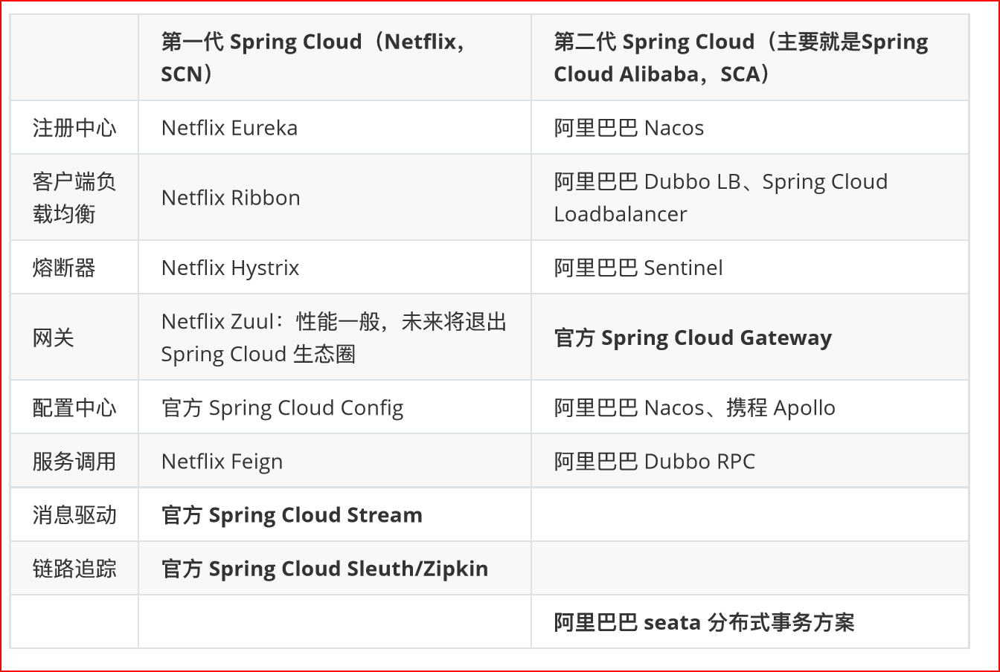 第一代 Spring Cloud（Netflix，
SCN）
第二代 Spring Cloud（主要就是Spring
Cloud Alibaba，SCA）
注册中心
Netflix Eureka
阿里巴巴 Nacos
客户端负
载均衡
Netflix Ribbon
阿里巴巴 Dubbo LB、Spring Cloud
Loadbalancer
熔断器
Netflix Hystrix
阿里巴巴 Sentinel
网关
Netflix Zuul：性能一般，未来将退出
Spring Cloud 生态圈
官方 Spring Cloud Gateway
配置中心
官方 Spring Cloud Config
阿里巴巴 Nacos、携程 Apollo
服务调用
Netflix Feign
阿里巴巴 Dubbo RPC
消息驱动
官方 Spring Cloud Stream
链路追踪
官方 Spring Cloud Sleuth/Zipkin
阿里巴巴 seata 分布式事务方案